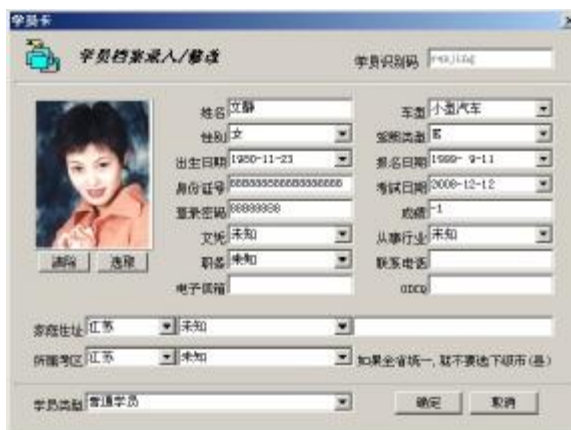 学员卡
学员档案录入/修改
学员识别码
姓名 文静
车型 小型汽车
性别 女
驾照类型
出生日期 1980-11-23
报名日期 1999- 9-11
身份证号
考试日期 2008-12-12
登录密码 88888888
成绩 -1
文凭 未知
从事行业 未知
清除 选取
职务 未知
联系电话
电子信箱
OICQ
家庭住址 江苏 未知
所属考区 江苏 未知 如果全省统一,就不要选下级市(县)
学员类型 普通学员
确定 取消